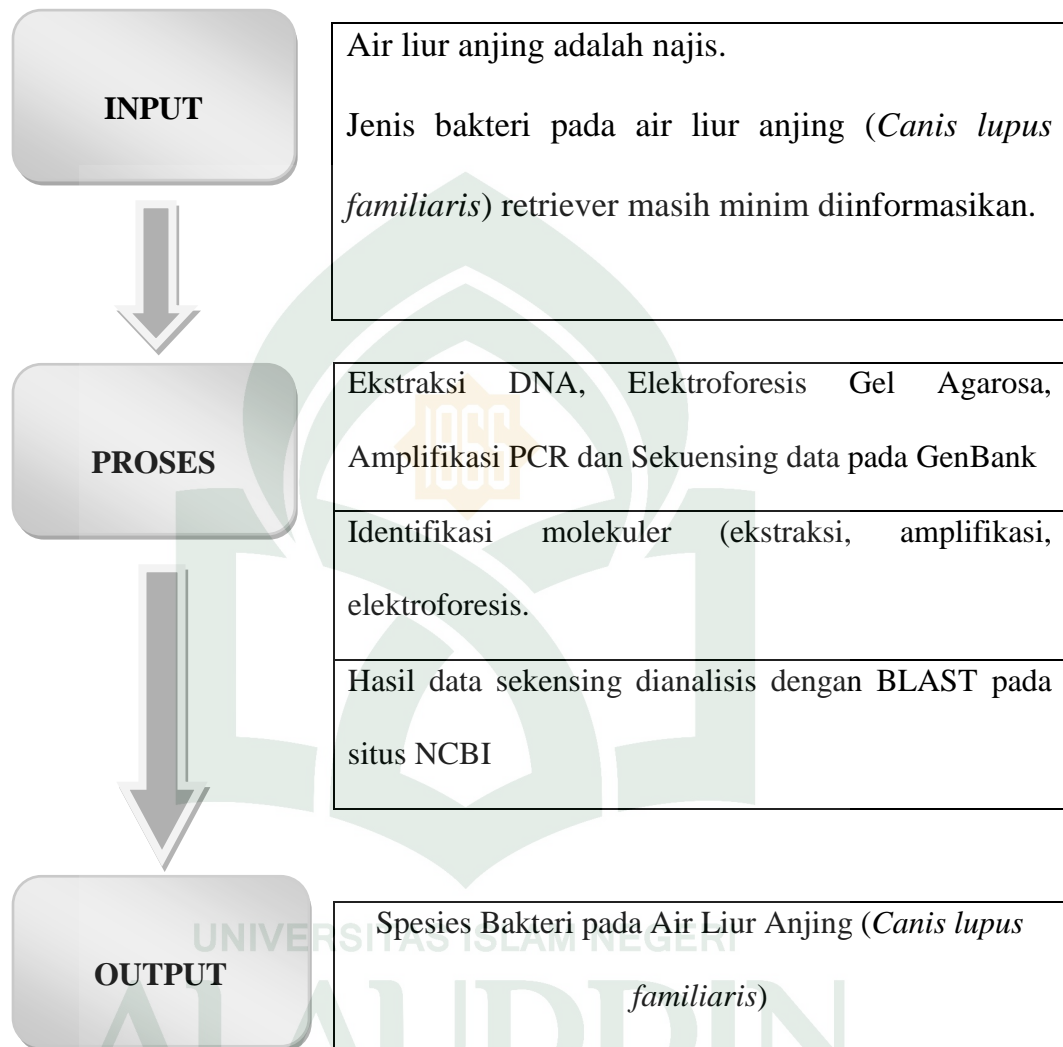 INPUT
Air liur anjing adalah najis.
Jenis bakteri pada air liur anjing (Canis lupus
familiaris) retriever masih minim diinformasikan.
PROSES
Ekstraksi DNA, Elektroforesis Gel Agarosa,
Amplifikasi PCR dan Sekuensing data pada GenBank
Identifikasi molekuler (ekstraksi, amplifikasi,
elektroforesis.
Hasil data sekensing dianalisis dengan BLAST pada
situs NCBI
OUTPUT
Spesies Bakteri pada Air Liur Anjing (Canis lupus
familiaris)
UNIVERSITAS ISLAM NEGERI
ALAUDDIN
1965